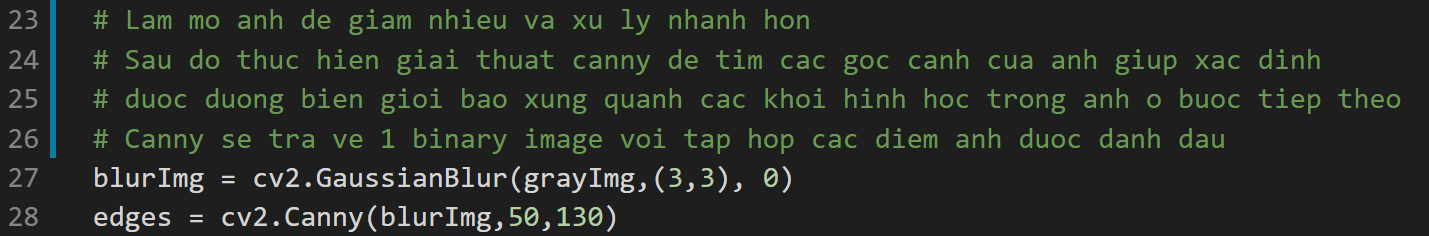 23 # Lam mo anh de giam nhieu va xu ly nhanh hon
24 # Sau do thuc hien giai thuat canny de tim cac goc canh cua anh giup xac dinh
25 # duoc duong bien gioi bao xung quanh cac khoi hinh hoc trong anh o buoc tiep theo
26 # Canny se tra ve 1 binary image voi tap hop cac diem anh duoc danh dau
27 blurImg = cv2.GaussianBlur(grayImg,(3,3), 0)
28 edges = cv2.Canny(blurImg,50,130)